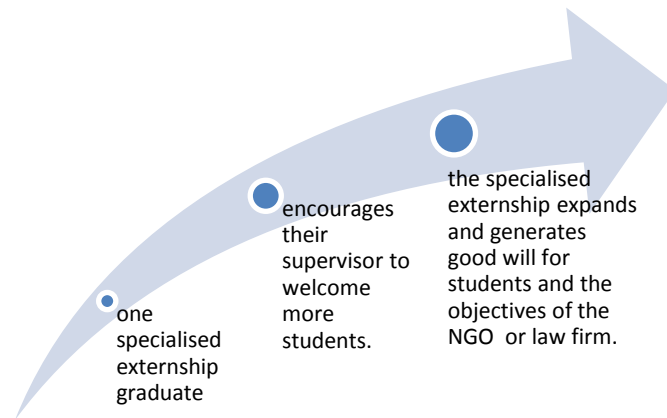 one
specialised
externship
graduate
encourages
their
supervisor to
welcome
more
students.
the specialised
externship expands
and generates
good will for
students and the
objectives of the
NGO or law firm.